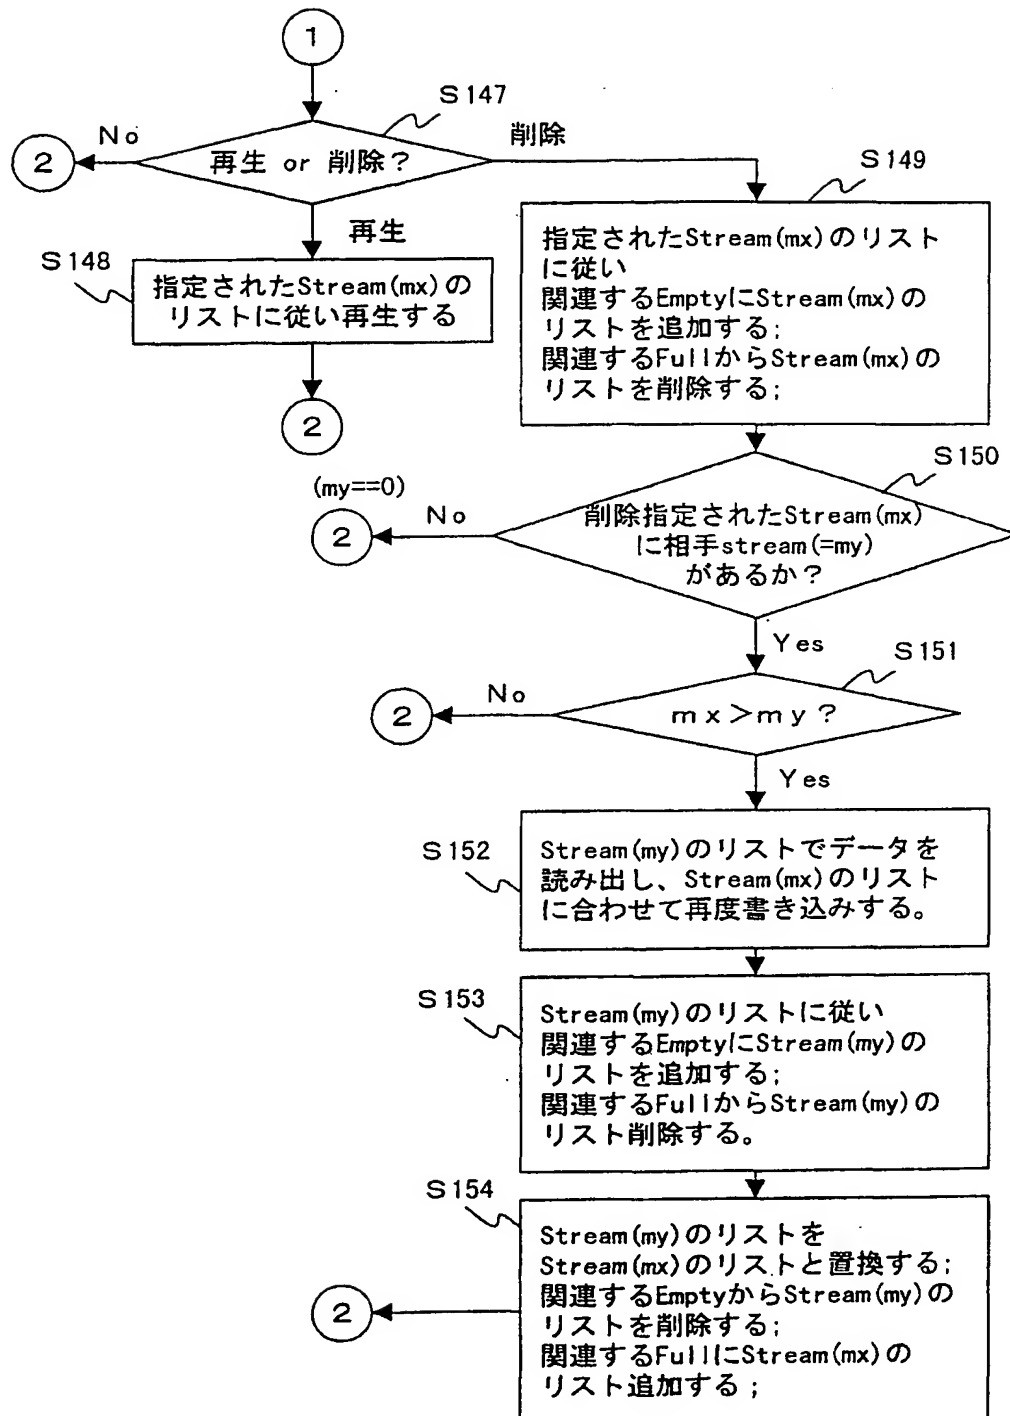 1
S147
No
削除
2
再生 or 削除？
S149
再生
S148
指定されたStream(mx)の
リストに従い再生する
指定されたStream(mx)のリスト
に従い
関連するEmptyにStream(mx)の
リストを追加する;
関連するFullからStream(mx)の
リストを削除する;
2
S150
(my==0)
No
2
削除指定されたStream(mx)
に相手stream(=my)
があるか？
Yes
S151
No
2
mx>my？
Yes
S152
Stream(my)のリストでデータを
読み出し、Stream(mx)のリスト
に合わせて再度書き込みする。
S153
Stream(my)のリストに従い
関連するEmptyにStream(my)の
リストを追加する;
関連するFullからStream(my)の
リスト削除する。
S154
Stream(my)のリストを
Stream(mx)のリストと置換する;
関連するEmptyからStream(my)の
リストを削除する;
関連するFullにStream(mx)の
リスト追加する;
2